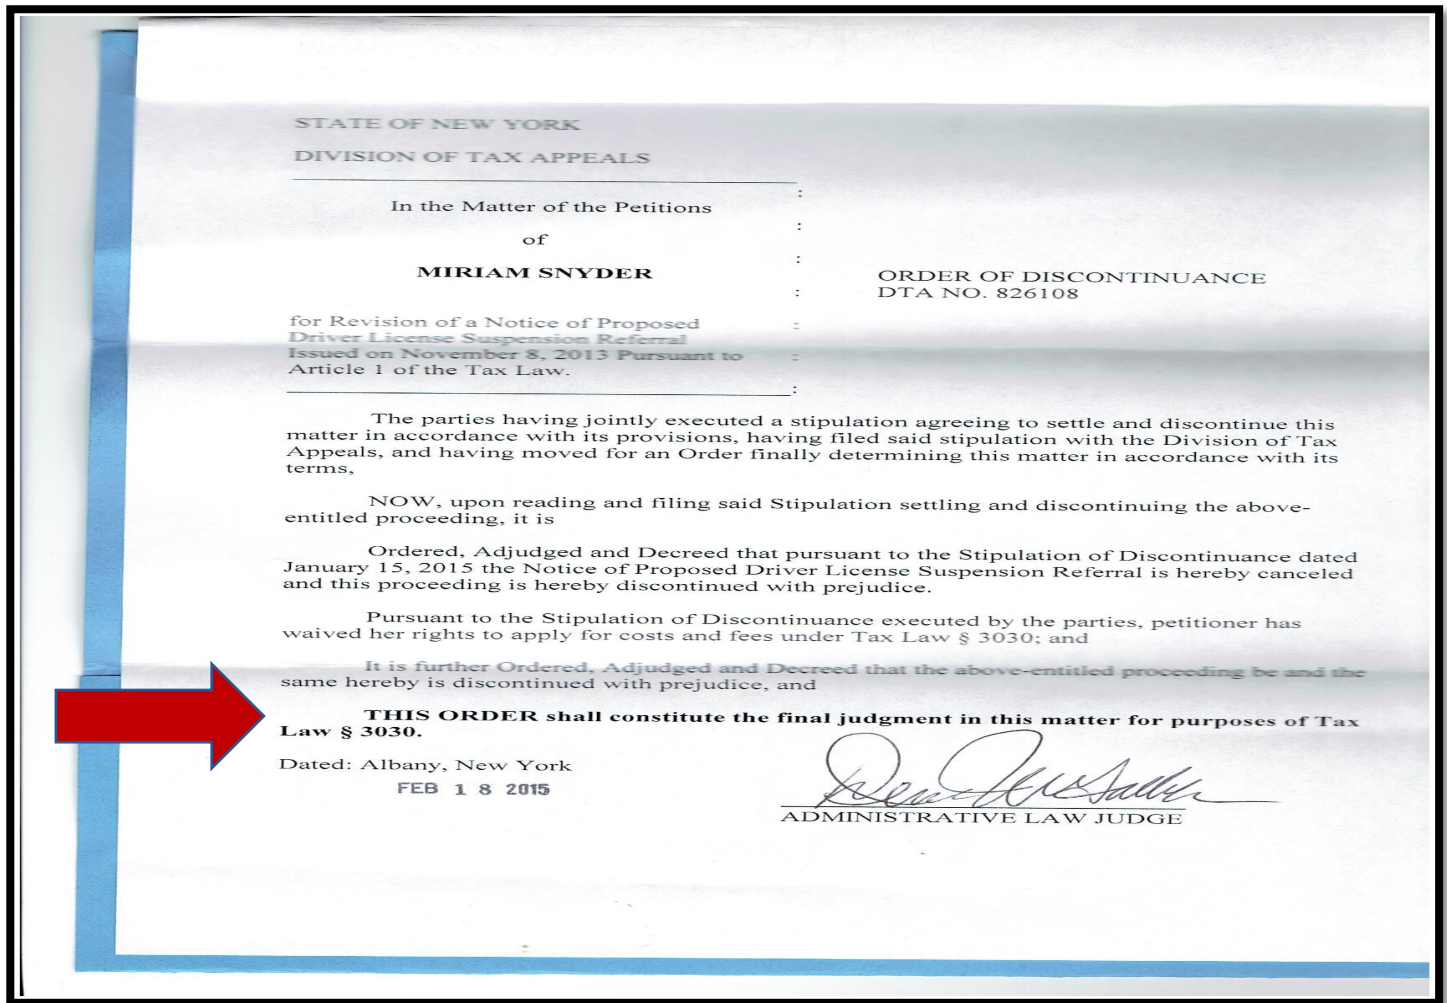 STATE OF NEW YORK
DIVISION OF TAX APPEALS
In the Matter of the Petitions
of
MIRIAM SNYDER
for Revision of a Notice of Proposed
Driver License Suspension Referral
Issued on November 8, 2013 Pursuant to
Article 1 of the Tax Law.
:
:
:
:
:
:
:
ORDER OF DISCONTINUANCE
DTA NO. 826108
The parties having jointly executed a stipulation agreeing to settle and discontinue this
matter in accordance with its provisions, having filed said stipulation with the Division of Tax
Appeals, and having moved for an Order finally determining this matter in accordance with its
terms,
NOW, upon reading and filing said Stipulation settling and discontinuing the above-
entitled proceeding, it is
Ordered, Adjudged and Decreed that pursuant to the Stipulation of Discontinuance dated
January 15, 2015 the Notice of Proposed Driver License Suspension Referral is hereby canceled
and this proceeding is hereby discontinued with prejudice.
Pursuant to the Stipulation of Discontinuance executed by the parties, petitioner has
waived her rights to apply for costs and fees under Tax Law § 3030; and
It is further Ordered, Adjudged and Decreed that the above-entitled proceeding be and the
same hereby is discontinued with prejudice, and
THIS ORDER shall constitute the final judgment in this matter for purposes of Tax
Law § 3030.
Dated: Albany, New York
FEB 18 2015
ADMINISTRATIVE LAW JUDGE